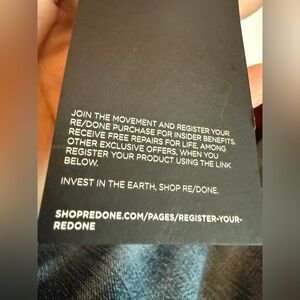 JOIN THE MOVEMENT AND REGISTER YOUR
RE/DONE PURCHASE FOR INSIDER BENEFITS.
RECEIVE FREE REPAIRS FOR LIFE, AMONG
OTHER EXCLUSIVE OFFERS, WHEN YOU
REGISTER YOUR PRODUCT USING THE LINK
BELOW.
INVEST IN THE EARTH, SHOP RE/DONE.
SHOPREDONE.COM/PAGES/REGISTER-YOUR-
REDONE